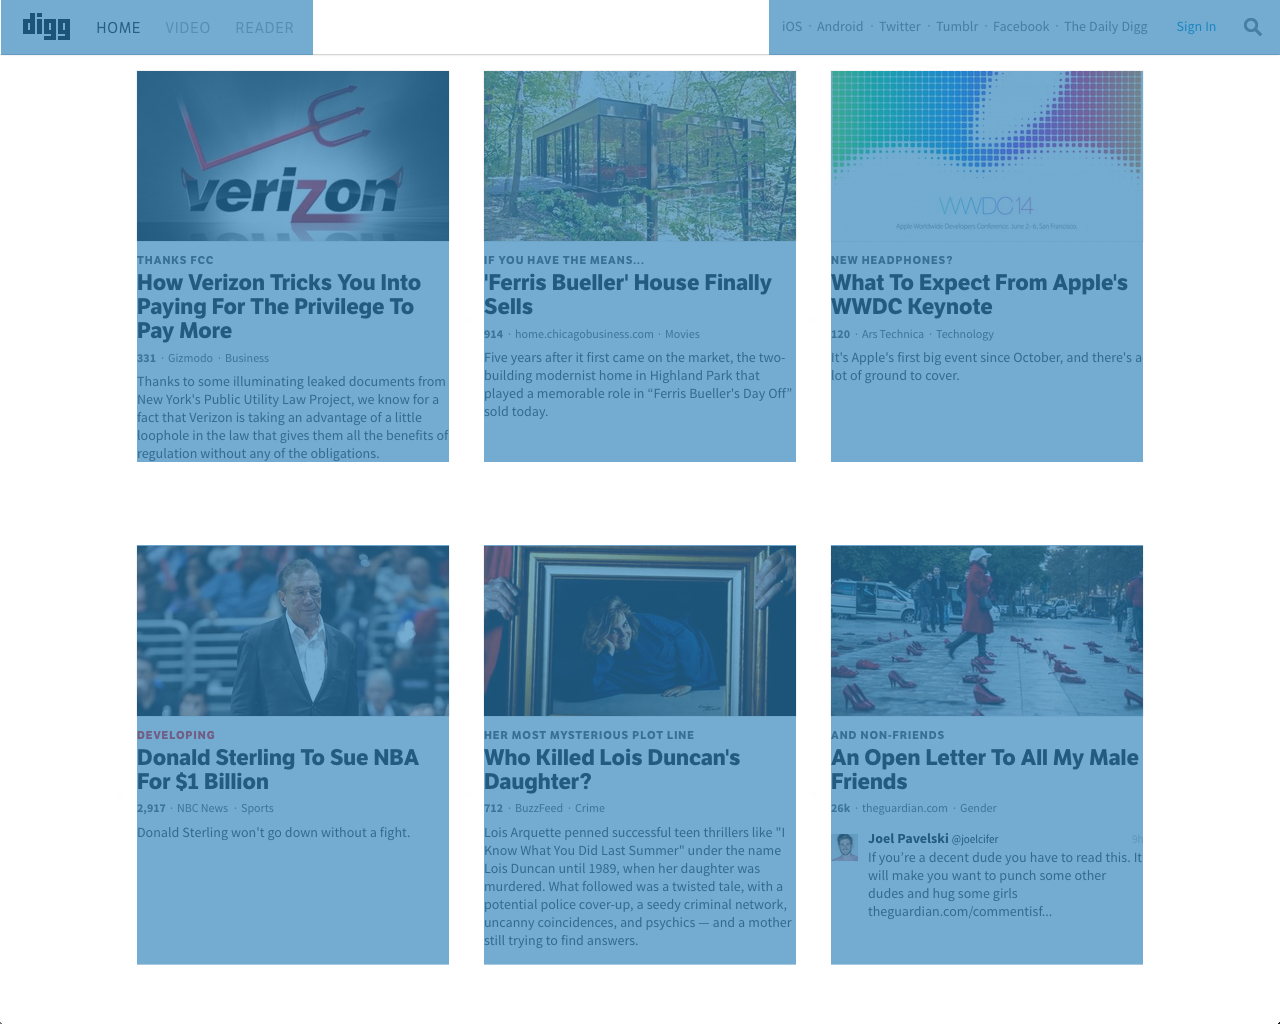 digg HOME VIDEO READER iOS · Android · Twitter · Tumblr · Facebook · The Daily Digg Sign In
verizon
WWDC14
Apple Worldwide Developers Conference, June 2-6, San Francisco.
THANKS FCC
How Verizon Tricks You Into
Paying For The Privilege To
Pay More
331 · Gizmodo · Business
Thanks to some illuminating leaked documents from
New York's Public Utility Law Project, we know for a
fact that Verizon is taking an advantage of a little
loophole in the law that gives them all the benefits of
regulation without any of the obligations.
IF YOU HAVE THE MEANS...
'Ferris Bueller' House Finally
Sells
914 · home.chicagobusiness.com · Movies
Five years after it first came on the market, the two-
building modernist home in Highland Park that
played a memorable role in “Ferris Bueller's Day Off”
sold today.
NEW HEADPHONES?
What To Expect From Apple's
WWDC Keynote
120 · Ars Technica · Technology
It's Apple's first big event since October, and there's a
lot of ground to cover.
DEVELOPING
Donald Sterling To Sue NBA
For $1 Billion
2,917 · NBC News · Sports
Donald Sterling won't go down without a fight.
HER MOST MYSTERIOUS PLOT LINE
Who Killed Lois Duncan's
Daughter?
712 · BuzzFeed · Crime
Lois Arquette penned successful teen thrillers like "I
Know What You Did Last Summer" under the name
Lois Duncan until 1989, when her daughter was
murdered. What followed was a twisted tale, with a
potential police cover-up, a seedy criminal network,
uncanny coincidences, and psychics — and a mother
still trying to find answers.
AND NON-FRIENDS
An Open Letter To All My Male
Friends
26k · theguardian.com · Gender
Joel Pavelski @joelcifer 9h
If you’re a decent dude you have to read this. It
will make you want to punch some other
dudes and hug some girls
theguardian.com/commentisf...